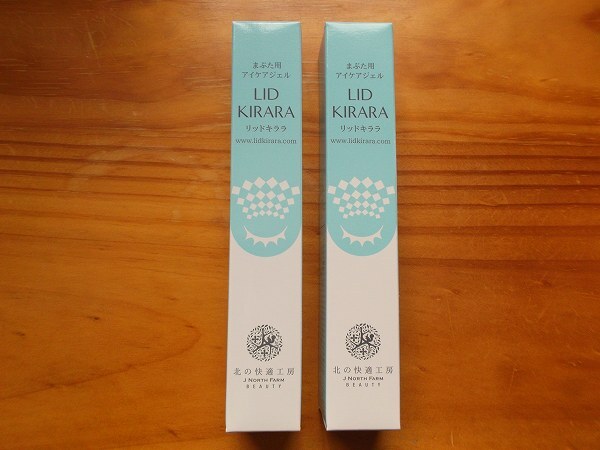 まぶた用
アイケアジェル
LID
KIRARA
リッドキララ
www.lidkirara.com
北の快適工房
J NORTH FARM
BEAUTY
まぶた用
アイケアジェル
LID
KIRARA
リッドキララ
www.lidkirara.com
北の快適工房
J NORTH FARM
BEAUTY